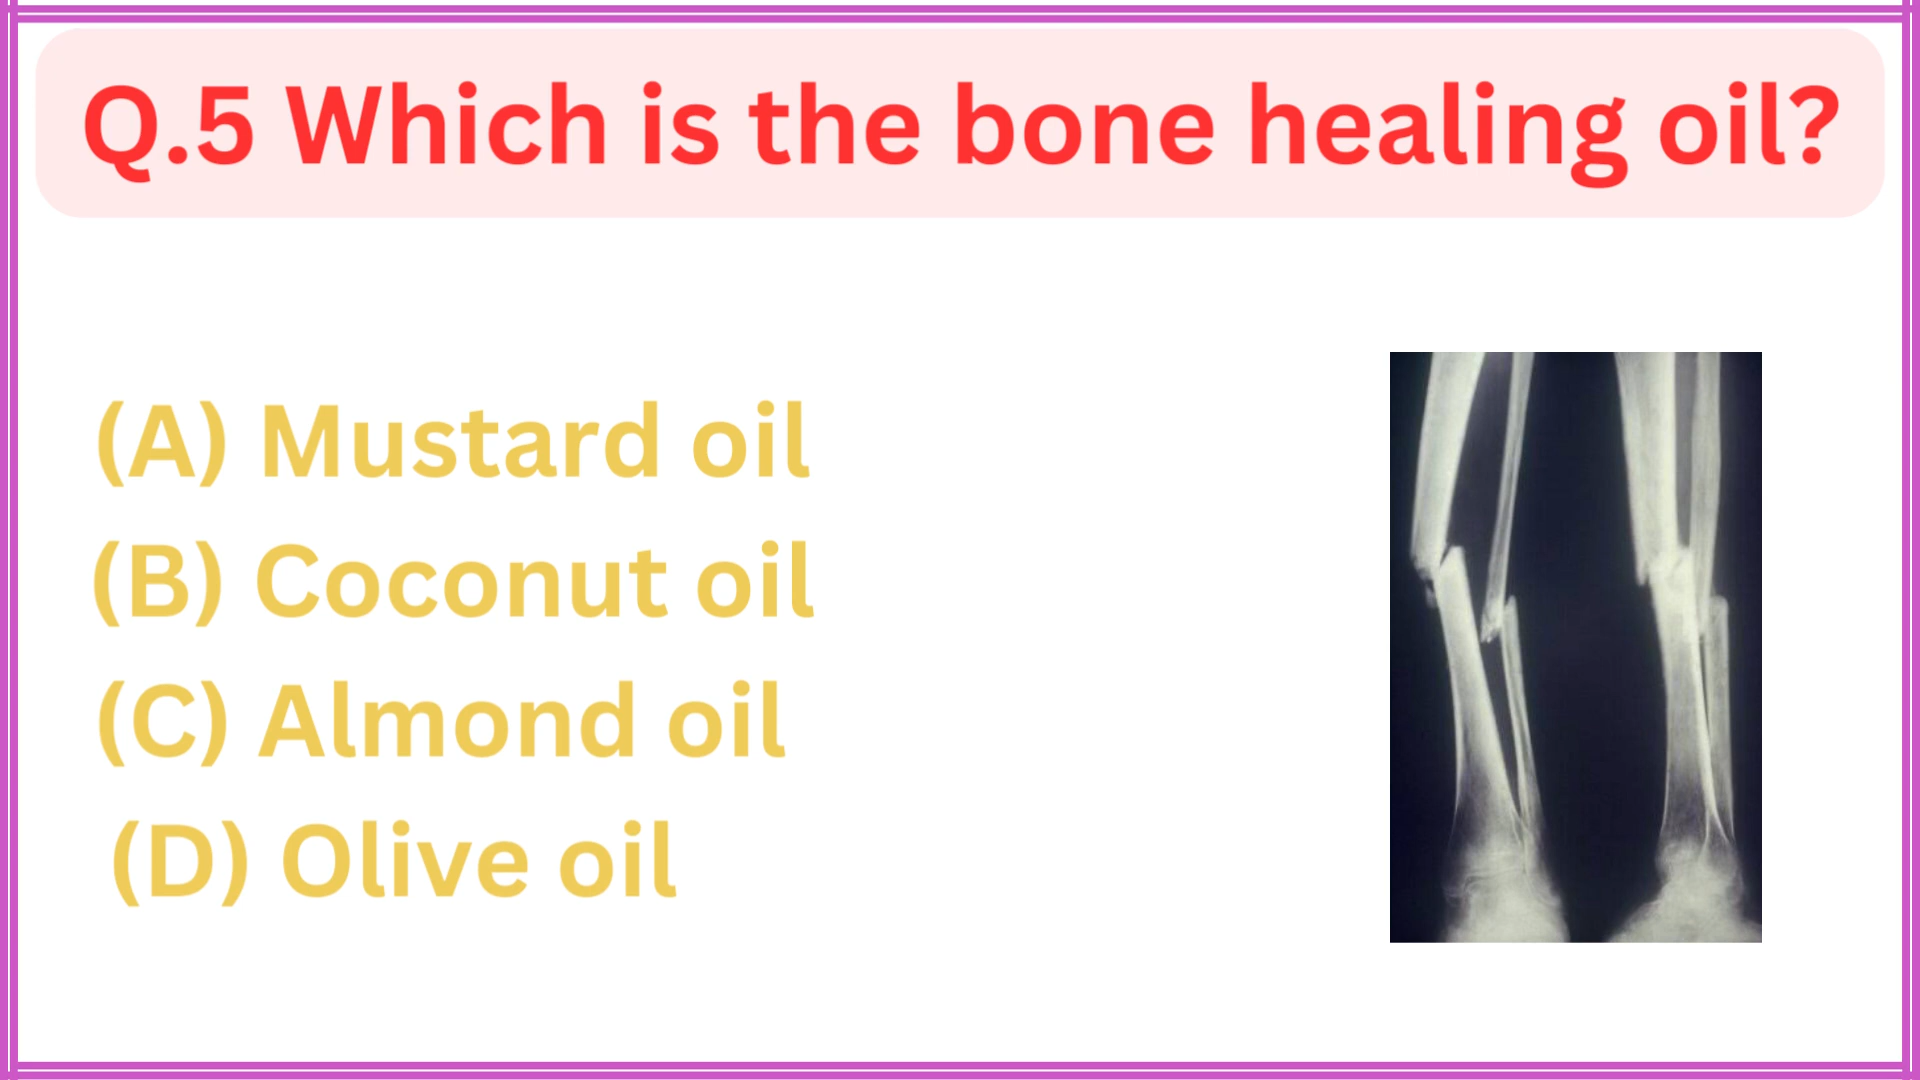 Q.5 Which is the bone healing oil?
(A) Mustard oil
(B) Coconut oil
(C) Almond oil
(D) Olive oil